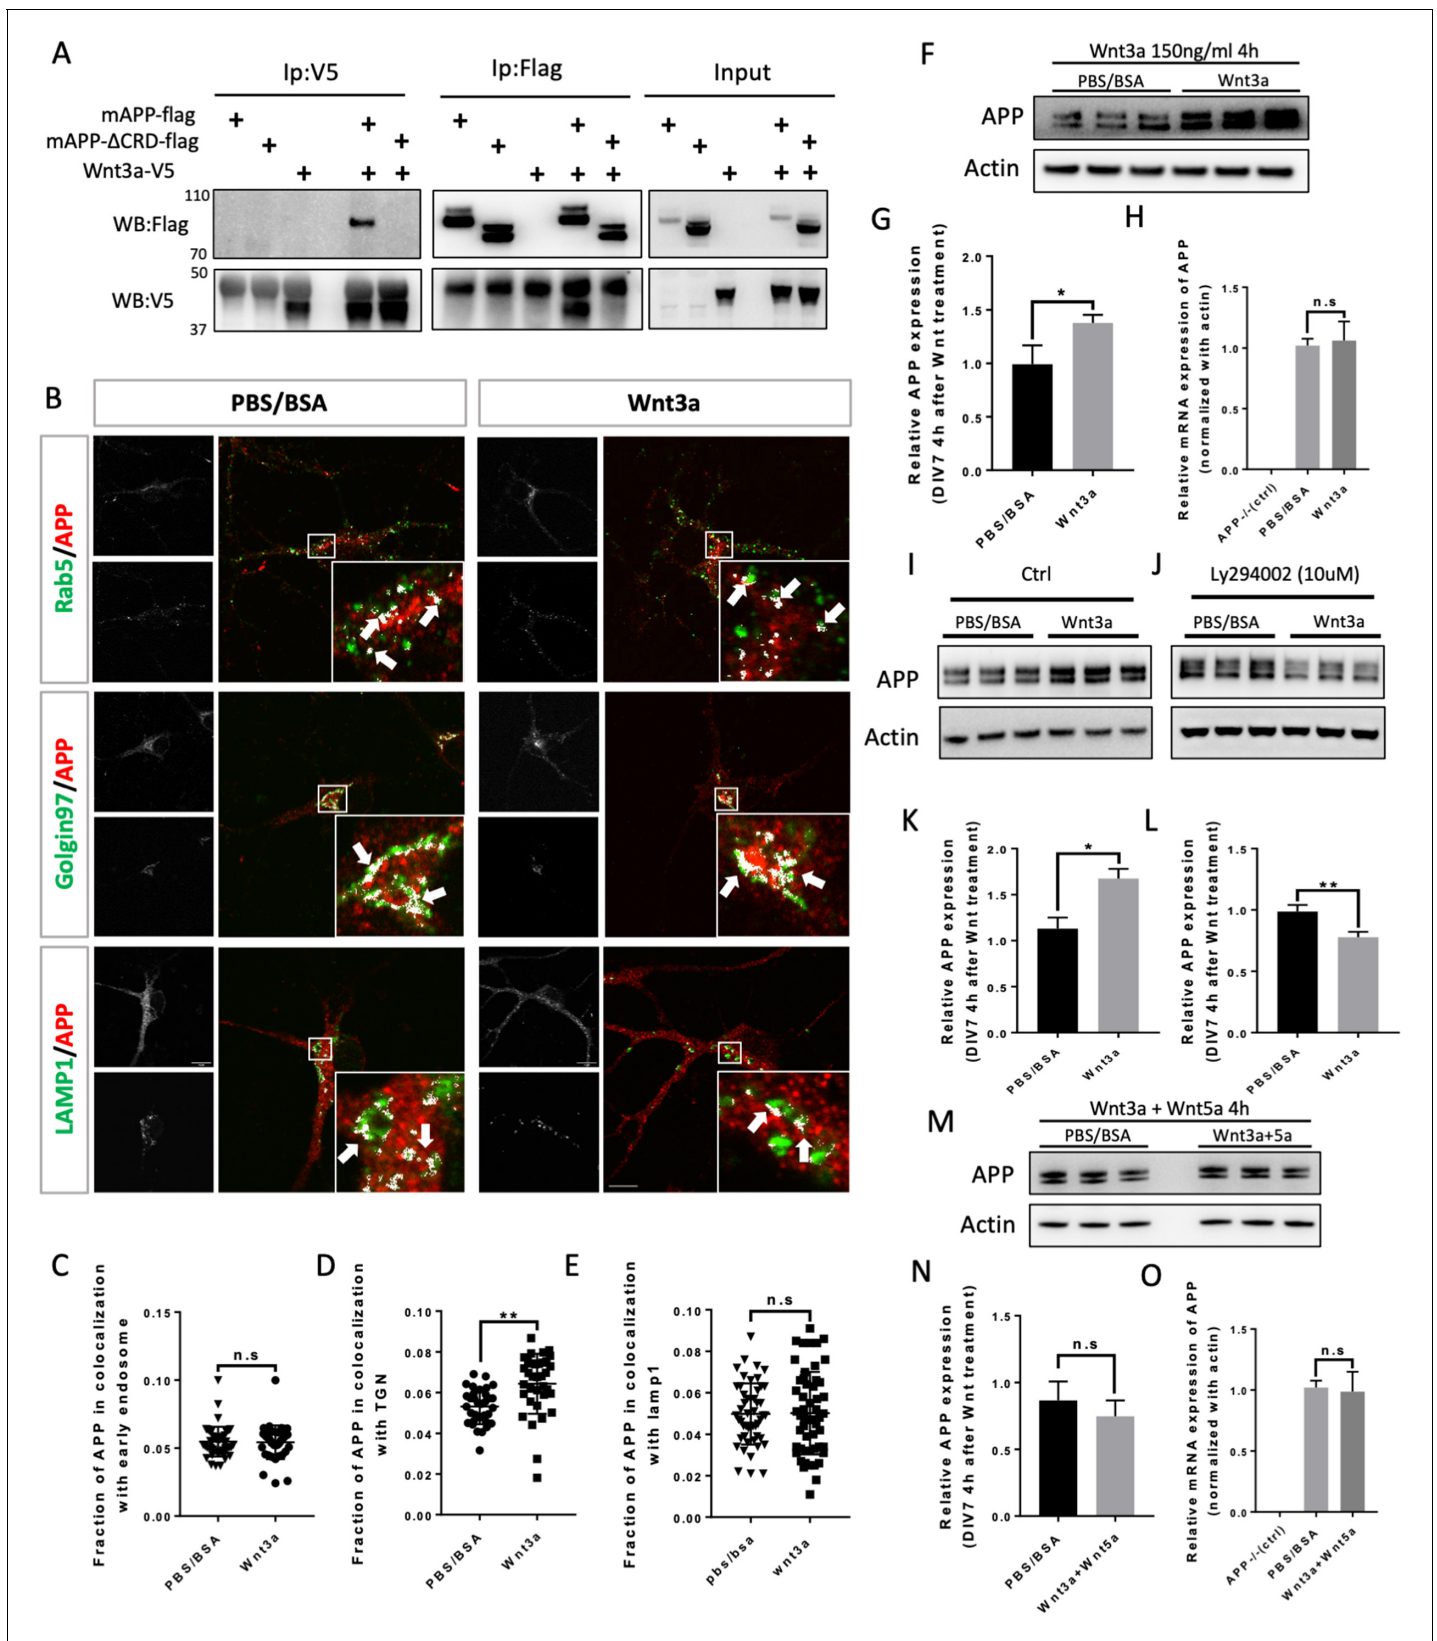 A
Ip:V5
Ip:Flag
Input
mAPP-flag
+ + + + + +
mAPP-ΔCRD-flag
+ + + + + +
Wnt3a-V5
+ + + + + + + + +
110
WB:Flag
70
50
WB:V5
37
B
PBS/BSA
Wnt3a
Rab5/APP
Golgin97/APP
LAMP1/APP
C
Fraction of APP in colocalization
with early endosome
0.15
0.10
0.05
0.00
n.s
PBS/BSA
Wnt3a
D
Fraction of APP in colocalization
with TGN
0.10
0.08
0.06
0.04
0.02
0.00
**
PBS/BSA
Wnt3a
E
Fraction of APP in colocalization
with lamp1
0.10
0.08
0.06
0.04
0.02
0.00
n.s
pbs/bsa
wnt3a
F
Wnt3a 150ng/ml 4h
PBS/BSA
Wnt3a
APP
Actin
G
Relative APP expression
(DIV7 4h after Wnt treatment)
2.0
1.5
1.0
0.5
0.0
*
PBS/BSA
Wnt3a
H
Relative mRNA expression of APP
(normalized with actin)
1.5
1.0
0.5
0.0
n.s
APP-/-(ctrl)
PBS/BSA
Wnt3a
I
Ctrl
PBS/BSA
Wnt3a
APP
Actin
J
Ly294002 (10uM)
PBS/BSA
Wnt3a
K
Relative APP expression
(DIV7 4h after Wnt treatment)
2.0
1.5
1.0
0.5
0.0
*
PBS/BSA
Wnt3a
L
Relative APP expression
(DIV7 4h after Wnt treatment)
1.5
1.0
0.5
0.0
**
PBS/BSA
Wnt3a
M
Wnt3a + Wnt5a 4h
PBS/BSA
Wnt3a+5a
APP
Actin
N
Relative APP expression
(DIV7 4h after Wnt treatment)
1.5
1.0
0.5
0.0
n.s
PBS/BSA
Wnt3a+Wnt5a
O
Relative mRNA expression of APP
(normalized with actin)
1.5
1.0
0.5
0.0
n.s
APP-/-(ctrl)
PBS/BSA
Wnt3a+Wnt5a